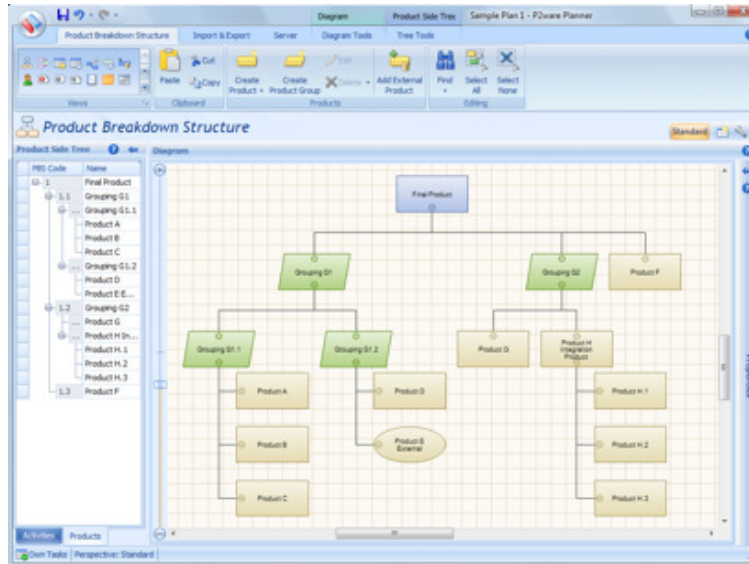 Diagram Product Side Tree Sample Plan 1 - P2ware Planner
Product Breakdown Structure Import & Export Server Diagram Tools Tree Tools
Paste Cut Copy
Create Product Create Product Group Edit Delete Add External Product
Find Select All Select None
Views Clipboard Products Editing
Product Breakdown Structure
Standard
Product Side Tree Diagram
PBS Code Name
1 Final Product
1.1 Grouping G1
... Grouping G1.1
Product A
Product B
Product C
... Grouping G1.2
Product D
Product E E...
1.2 Grouping G2
... Product G
... Product H In...
Product H.1
Product H.2
Product H.3
1.3 Product F
Final Product
Grouping G1 Grouping G2 Product F
Grouping G1.1 Grouping G1.2 Product G Product H Integration Product
Product A Product D Product H.1
Product B Product E External Product H.2
Product C Product H.3
Activities Products
Own Tasks Perspective: Standard